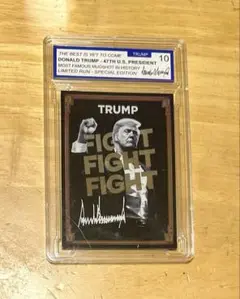 THE BEST IS YET TO COME TRUMP
DONALD TRUMP - 47TH U.S. PRESIDENT 10
MOST FAMOUS MUGSHOT IN HISTORY
LIMITED RUN - SPECIAL EDITION
TRUMP
FIGHT
FIGHT
FIGHT